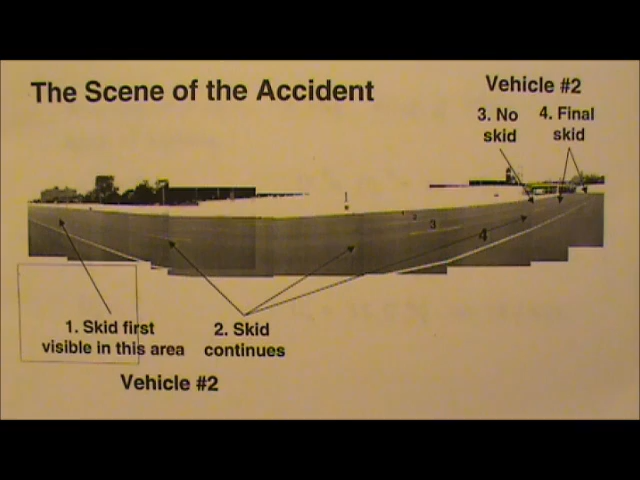 The Scene of the Accident
Vehicle #2
3. No
skid
4. Final
skid
3
4
1. Skid first
visible in this area
2. Skid
continues
Vehicle #2